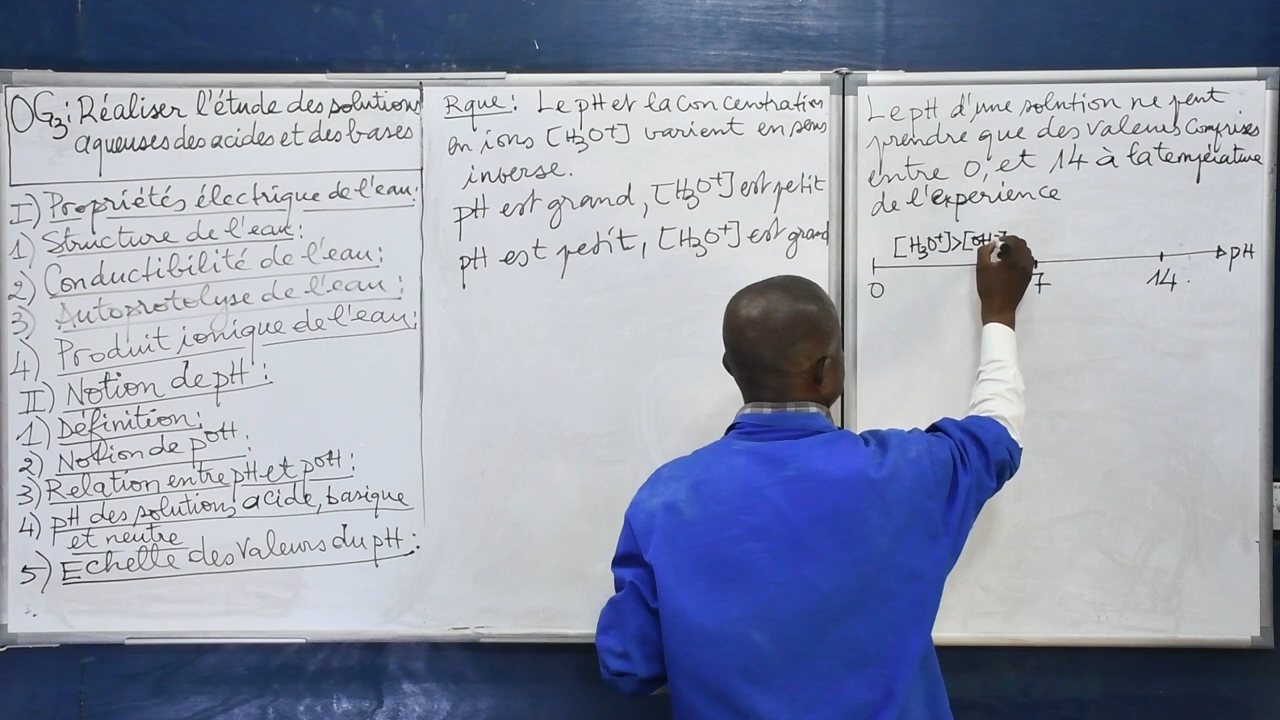 OG3: Réaliser l'étude des solutions
aqueuses des acides et des bases
I) Propriétés électrique de l'eau:
1) Structure de l'eau:
2) Conductibilité de l'eau:
3) Autoprotolyse de l'eau:
4) Produit ionique de l'eau:
II) Notion de pH:
1) Définition:
2) Notion de pOH:
3) Relation entre pH et pOH:
4) pH des solutions acide, basique
et neutre
5) Echelle des valeurs du pH:
Rque: Le pH et la concentration
en ions [H3O+] varient en sens
inverse.
pH est grand, [H3O+] est petit
pH est petit, [H3O+] est grand
Le pH d'une solution ne peut
prendre que des valeurs comprises
entre 0, et 14 à la température
de l'experience
[H3O+]>[OH-]
0 7 14 pH